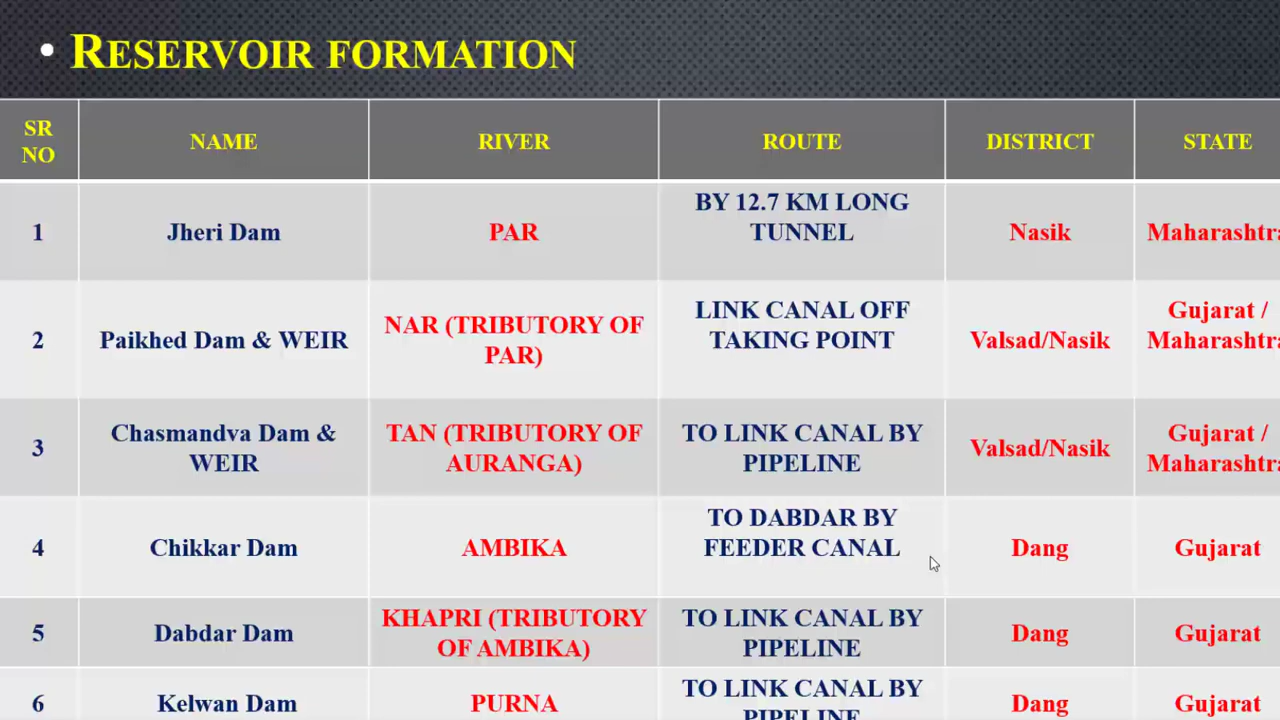 • RESERVOIR FORMATION
SR NO NAME RIVER ROUTE DISTRICT STATE
1 Jheri Dam PAR BY 12.7 KM LONG TUNNEL Nasik Maharashtra
2 Paikhed Dam & WEIR NAR (TRIBUTORY OF PAR) LINK CANAL OFF TAKING POINT Valsad/Nasik Gujarat / Maharashtra
3 Chasmandva Dam & WEIR TAN (TRIBUTORY OF AURANGA) TO LINK CANAL BY PIPELINE Valsad/Nasik Gujarat / Maharashtra
4 Chikkar Dam AMBIKA TO DABDAR BY FEEDER CANAL Dang Gujarat
5 Dabdar Dam KHAPRI (TRIBUTORY OF AMBIKA) TO LINK CANAL BY PIPELINE Dang Gujarat
6 Kelwan Dam PURNA TO LINK CANAL BY PIPELINE Dang Gujarat